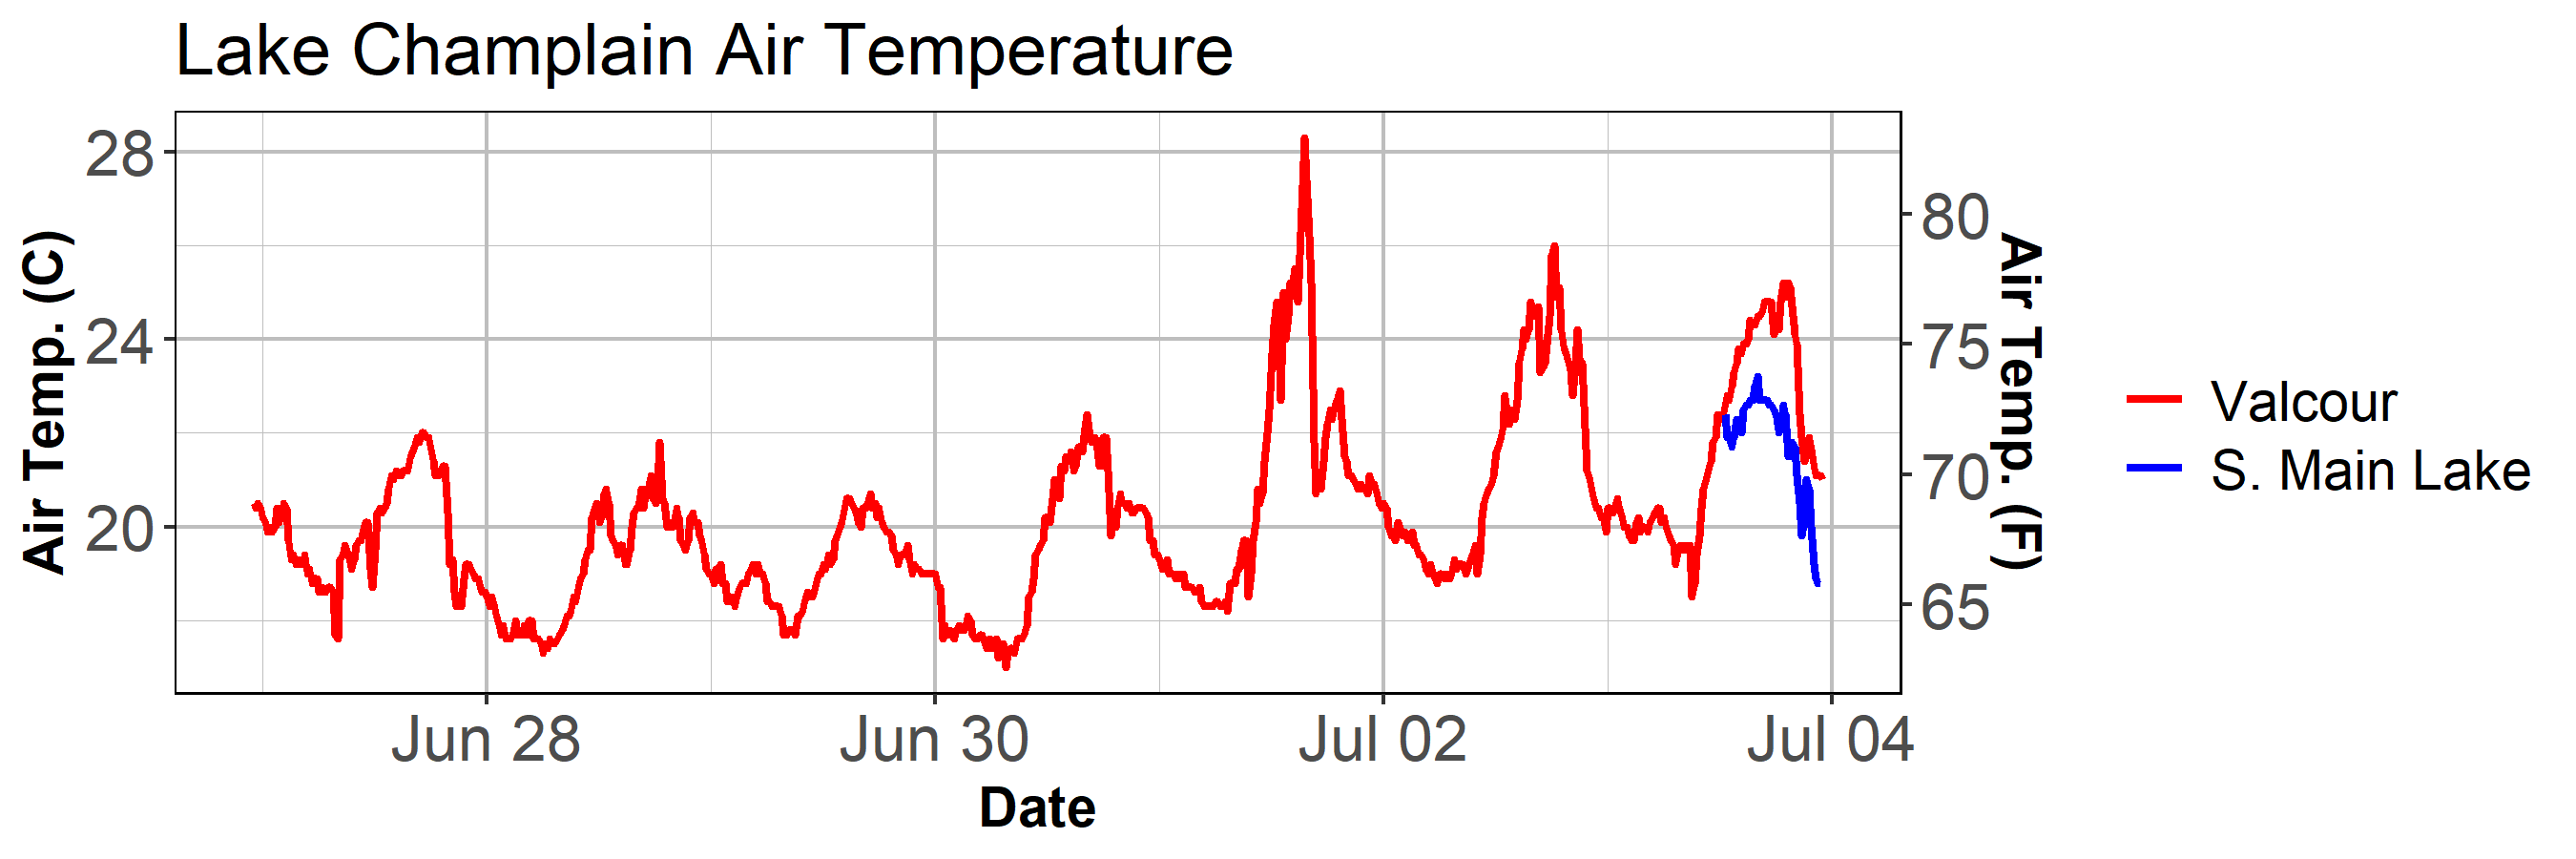 Lake Champlain Air Temperature
28
24
20
Air Temp. (C)
80
75
70
65
Air Temp. (F)
Jun 28
Jun 30
Jul 02
Jul 04
Date
Valcour
S. Main Lake